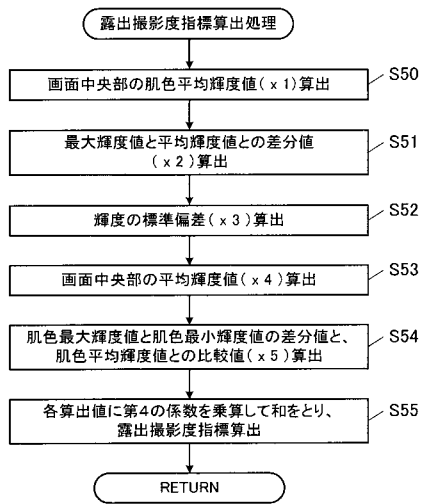 露出撮影度指標算出処理
画面中央部の肌色平均輝度値(x1)算出
S50
最大輝度値と平均輝度値との差分値
(x2)算出
S51
輝度の標準偏差(x3)算出
S52
画面中央部の平均輝度値(x4)算出
S53
肌色最大輝度値と肌色最小輝度値の差分値と、
肌色平均輝度値との比較値(x5)算出
S54
各算出値に第4の係数を乗算して和をとり、
露出撮影度指標算出
S55
RETURN